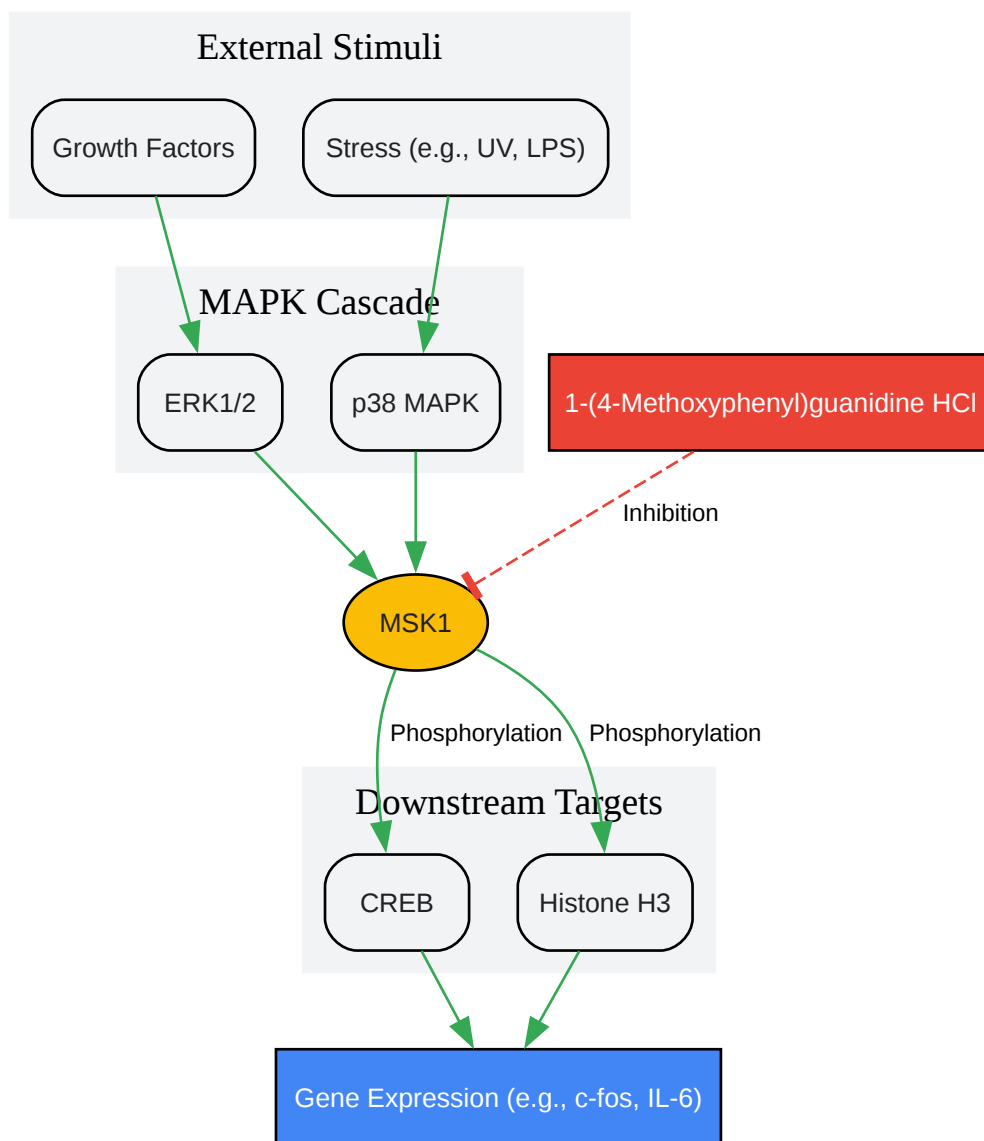 External Stimuli
Growth Factors
Stress (e.g., UV, LPS)
MAPK Cascade
ERK1/2
p38 MAPK
1-(4-Methoxyphenyl)guanidine HCl
Inhibition
MSK1
Phosphorylation
Phosphorylation
Downstream Targets
CREB
Histone H3
Gene Expression (e.g., c-fos, IL-6)